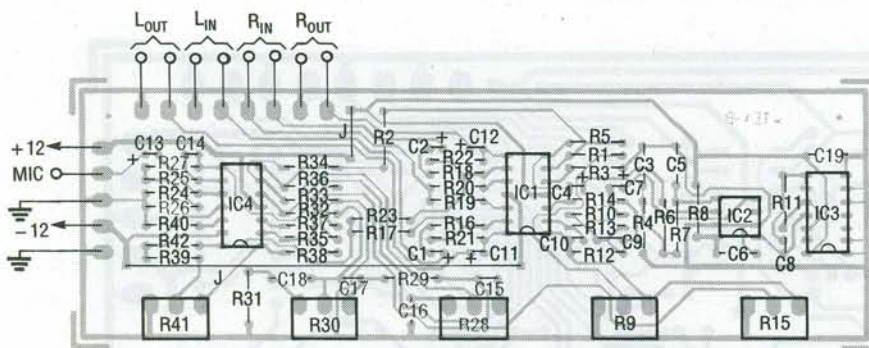 LOUT LIN RIN ROUT
+12
MIC
-12
C13 C14
R27
R25
R24
R26
R40
R42
R39
IC4
R34
R36
R33
R32
R37
R35
R38
J
R2
R23
R17
C2 + + C12
R22
R18
R20
R19
R16
R21
C1 + + C11
IC1
C4
C10
R5
R1
R3
C7
R14
R10
R13
C9
R12
C3 C5
R4 R6
R7
R8
IC2
C6
R11
C8
C19
IC3
J
R31
C18 C17 R29 C15
C16
R41 R30 R28 R9 R15